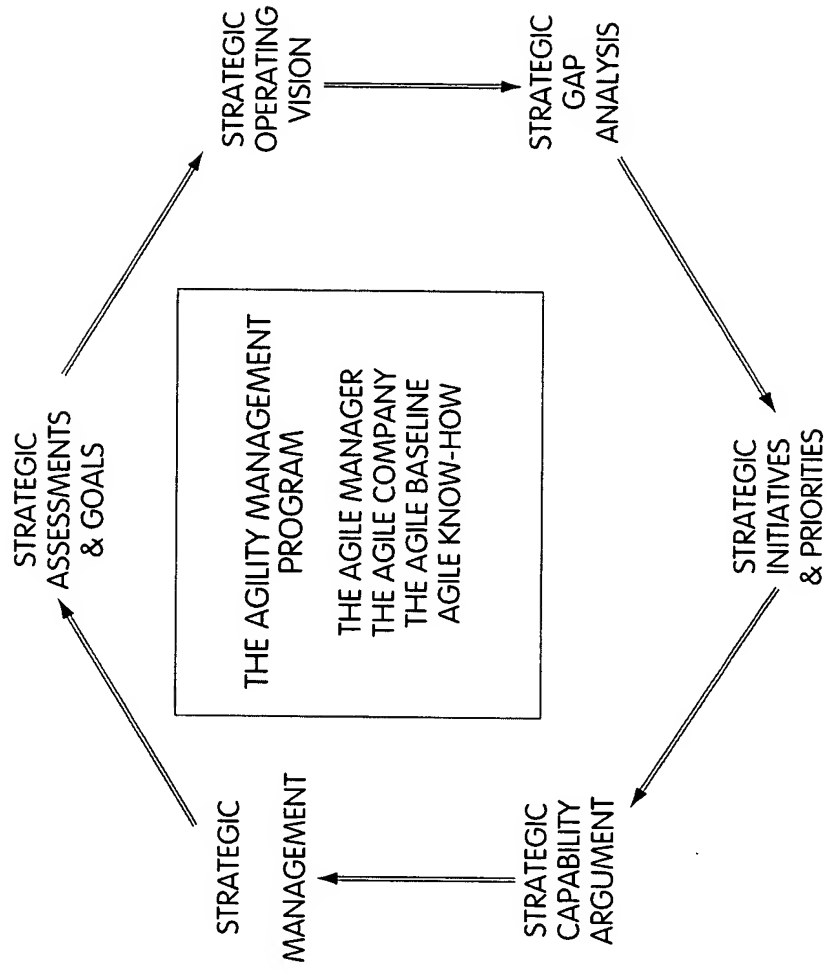 STRATEGIC
ASSESSMENTS
& GOALS
STRATEGIC
OPERATING
VISION
STRATEGIC
GAP
ANALYSIS
STRATEGIC
INITIATIVES
& PRIORITIES
STRATEGIC
CAPABILITY
ARGUMENT
STRATEGIC
MANAGEMENT
THE AGILITY MANAGEMENT
PROGRAM
THE AGILE MANAGER
THE AGILE COMPANY
THE AGILE BASELINE
AGILE KNOW-HOW